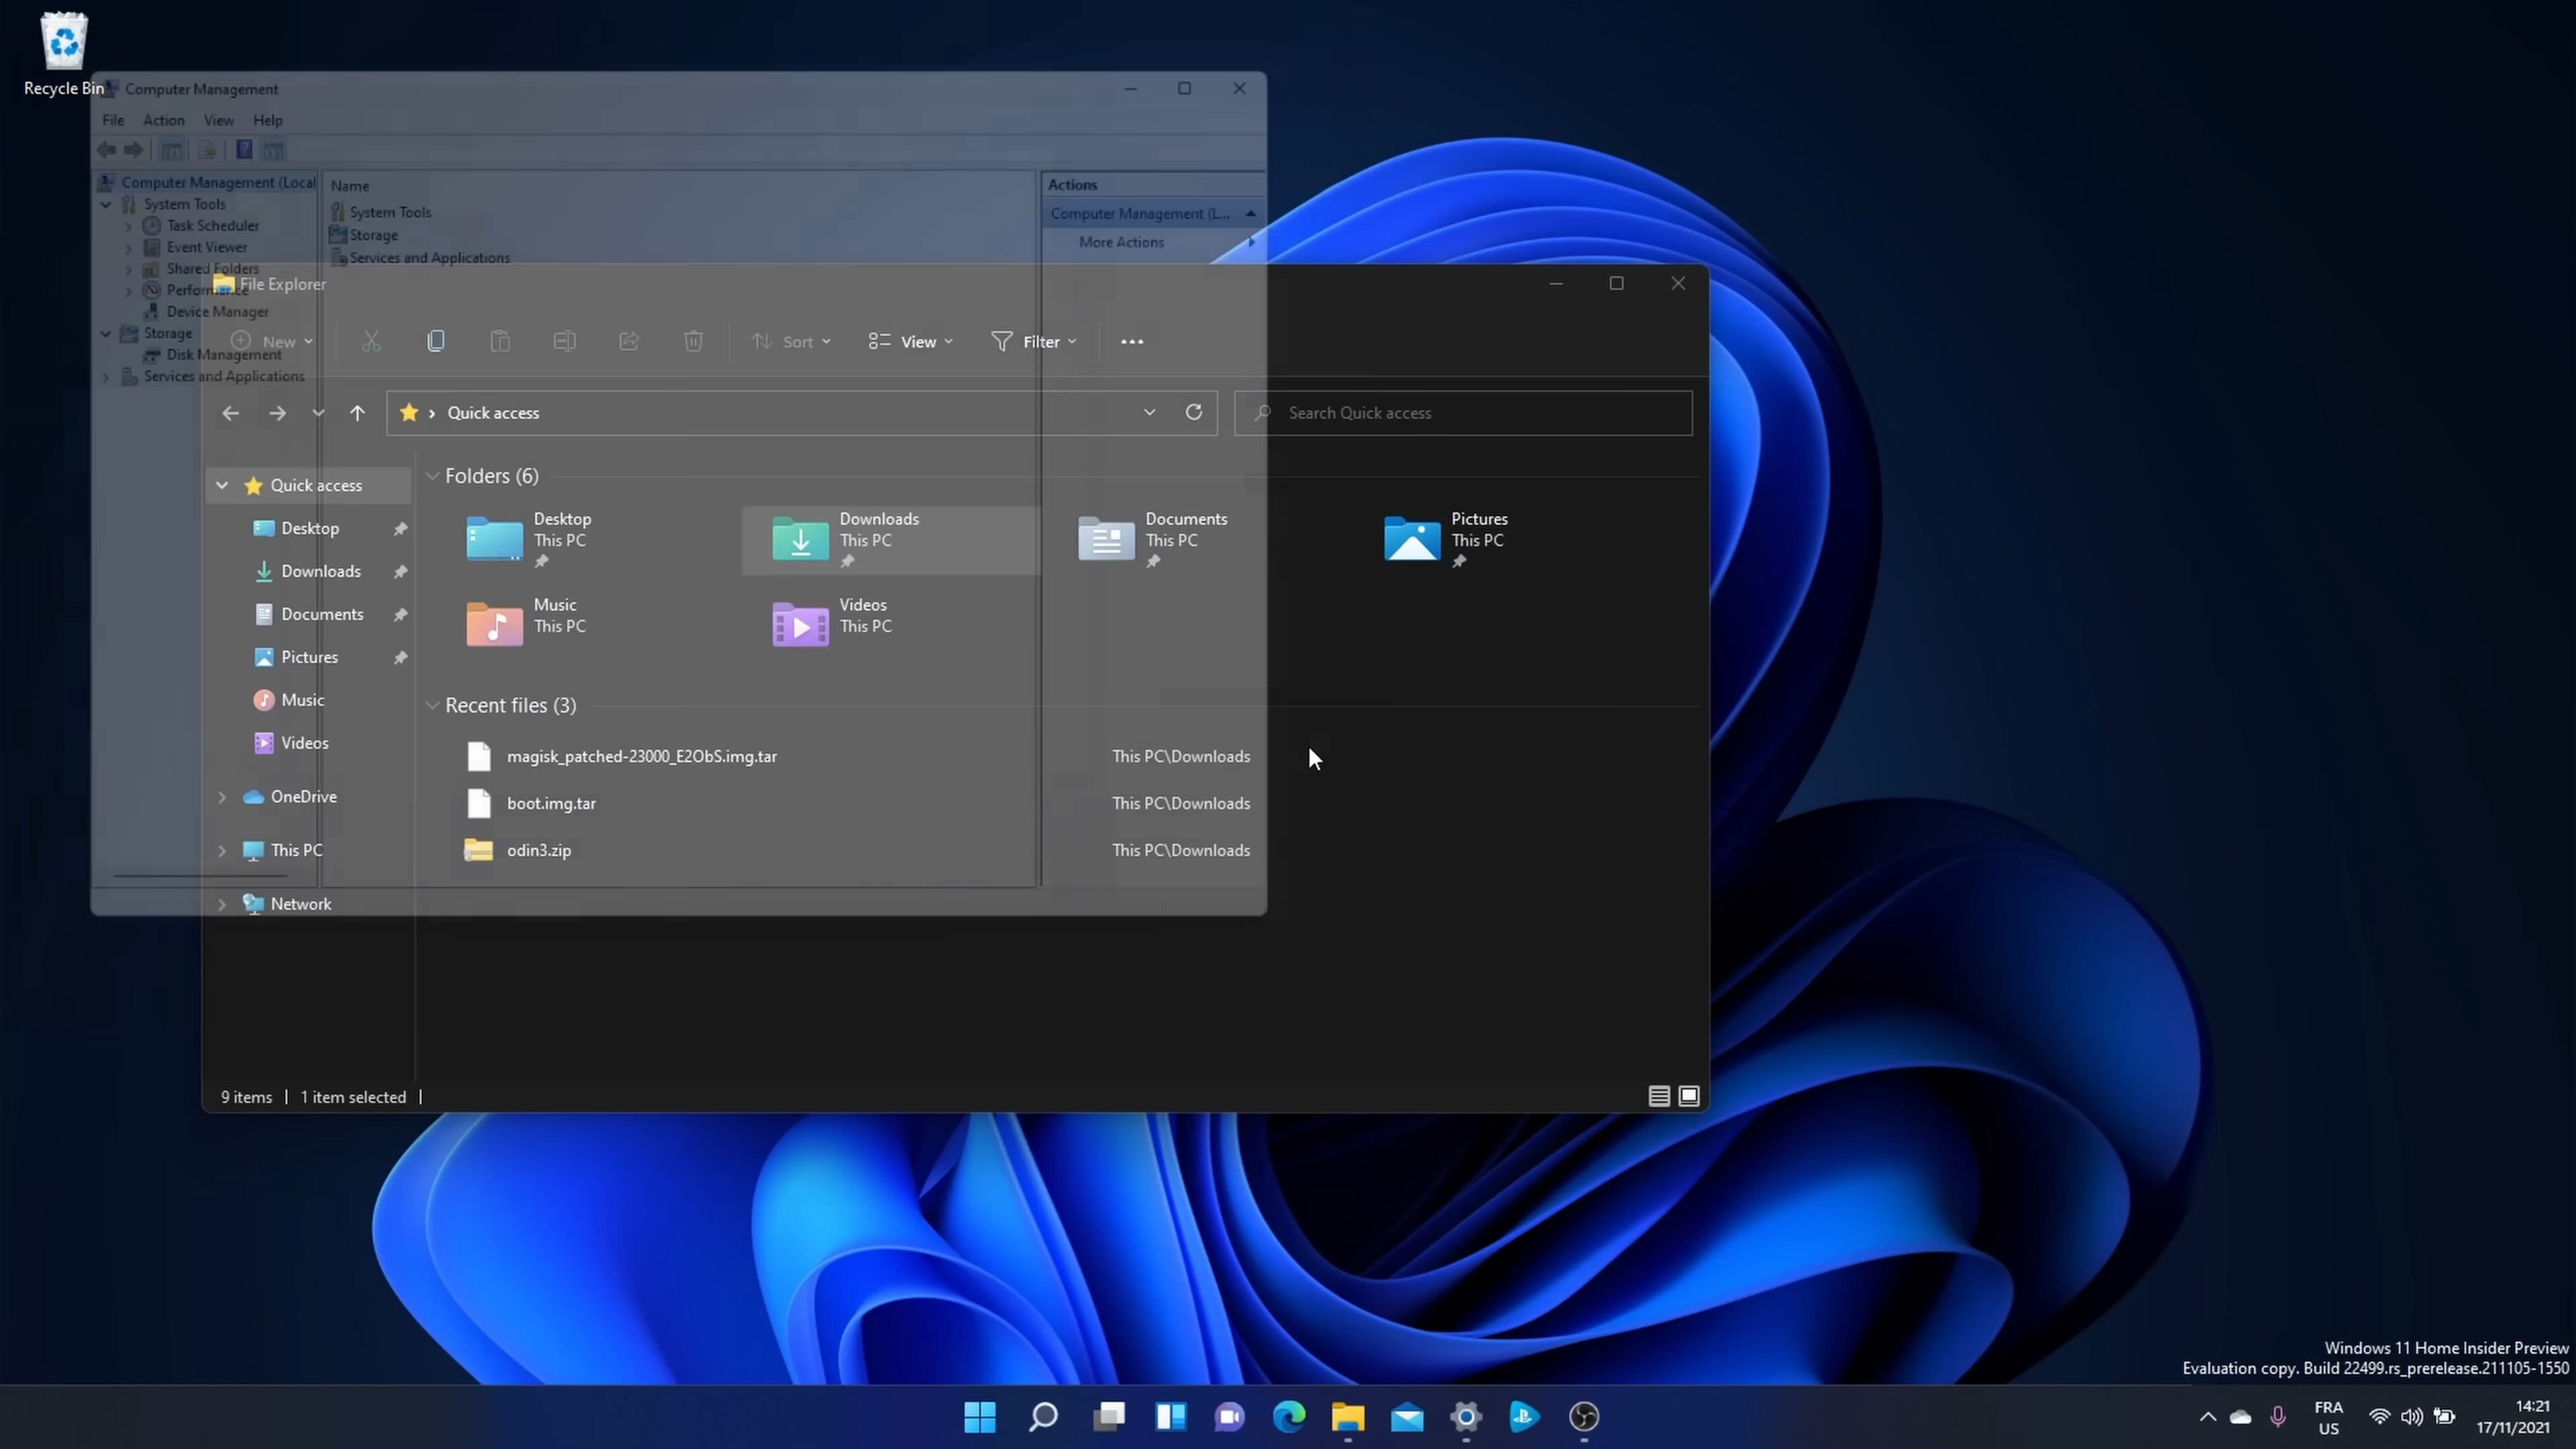 Recycle Bin
Computer Management
File Action View Help
Computer Management (Local
System Tools
Task Scheduler
Event Viewer
Shared Folders
Performance
Device Manager
Storage
Disk Management
Services and Applications
Name
System Tools
Storage
Services and Applications
Actions
Computer Management (L...
More Actions
File Explorer
New
Sort
View
Filter
Quick access
Search Quick access
Quick access
Desktop
Downloads
Documents
Pictures
Music
Videos
OneDrive
This PC
Network
Folders (6)
Desktop
This PC
Downloads
This PC
Documents
This PC
Pictures
This PC
Music
This PC
Videos
This PC
Recent files (3)
magisk_patched-23000_E2ObS.img.tar This PC\Downloads
boot.img.tar This PC\Downloads
odin3.zip This PC\Downloads
9 items 1 item selected
Windows 11 Home Insider Preview
Evaluation copy. Build 22499.rs_prerelease.211105-1550
FRA
US
14:21
17/11/2021